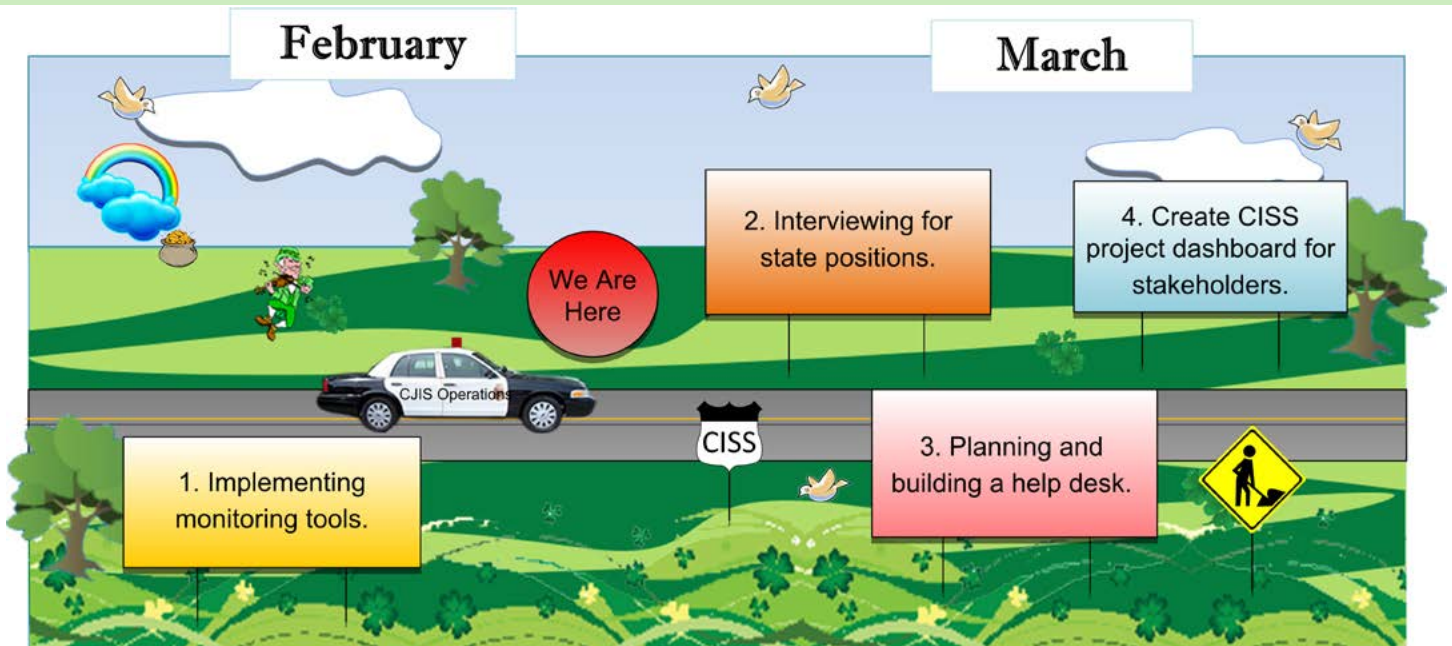 February
March
We Are
Here
CJIS Operations
1. Implementing
monitoring tools.
2. Interviewing for
state positions.
CISS
3. Planning and
building a help desk.
4. Create CISS
project dashboard for
stakeholders.